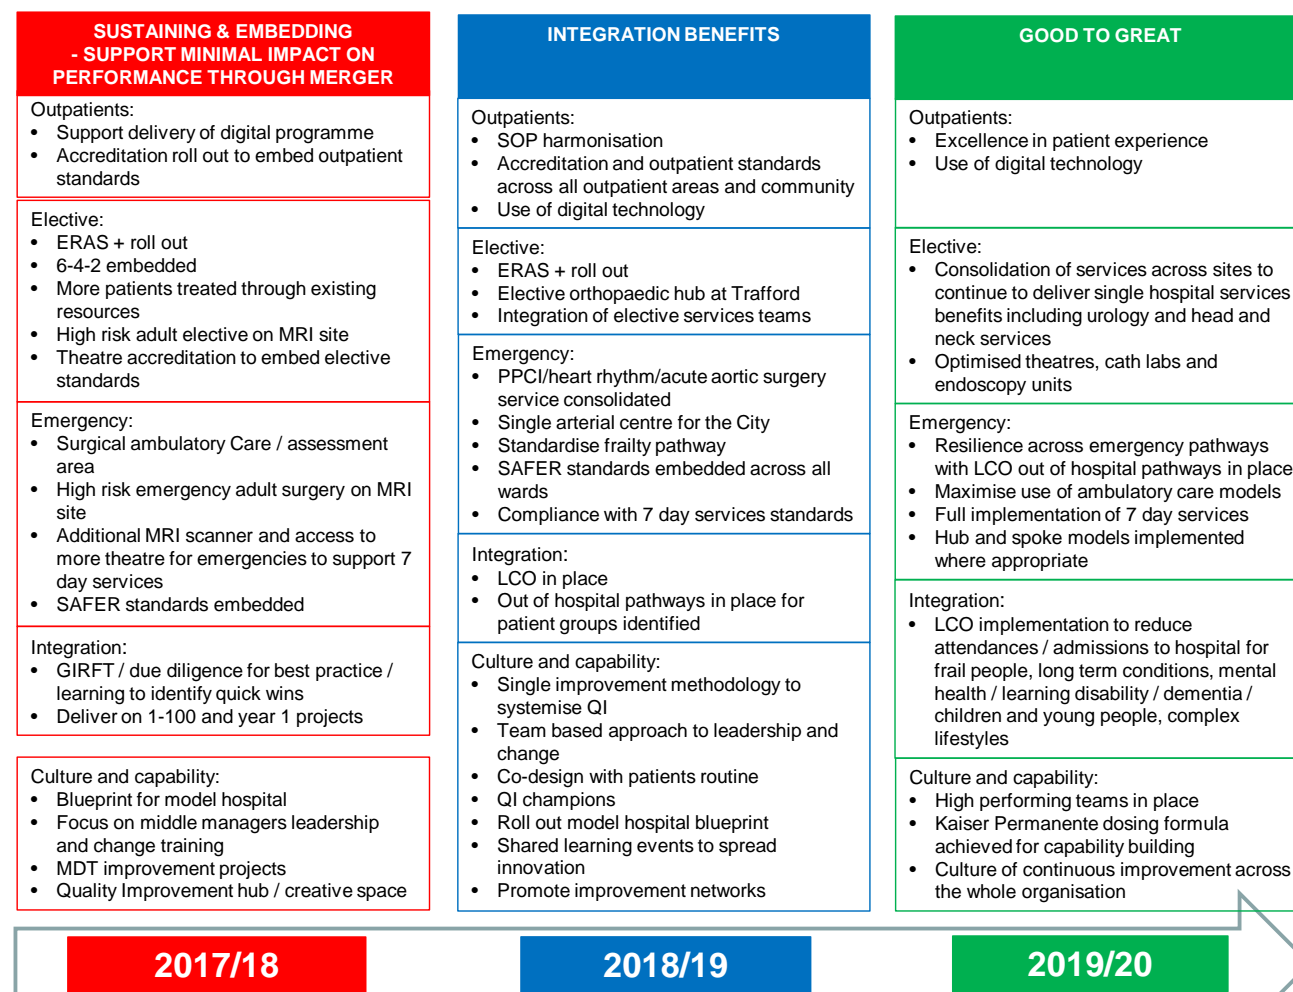 SUSTAINING & EMBEDDING
- SUPPORT MINIMAL IMPACT ON
PERFORMANCE THROUGH MERGER
Outpatients:
• Support delivery of digital programme
• Accreditation roll out to embed outpatient
standards
Elective:
• ERAS + roll out
• 6-4-2 embedded
• More patients treated through existing
resources
• High risk adult elective on MRI site
• Theatre accreditation to embed elective
standards
Emergency:
• Surgical ambulatory Care / assessment
area
• High risk emergency adult surgery on MRI
site
• Additional MRI scanner and access to
more theatre for emergencies to support 7
day services
• SAFER standards embedded
Integration:
• GIRFT / due diligence for best practice /
learning to identify quick wins
• Deliver on 1-100 and year 1 projects
Culture and capability:
• Blueprint for model hospital
• Focus on middle managers leadership
and change training
• MDT improvement projects
• Quality Improvement hub / creative space
2017/18
INTEGRATION BENEFITS
Outpatients:
• SOP harmonisation
• Accreditation and outpatient standards
across all outpatient areas and community
• Use of digital technology
Elective:
• ERAS + roll out
• Elective orthopaedic hub at Trafford
• Integration of elective services teams
Emergency:
• PPCI/heart rhythm/acute aortic surgery
service consolidated
• Single arterial centre for the City
• Standardise frailty pathway
• SAFER standards embedded across all
wards
• Compliance with 7 day services standards
Integration:
• LCO in place
• Out of hospital pathways in place for
patient groups identified
Culture and capability:
• Single improvement methodology to
systemise QI
• Team based approach to leadership and
change
• Co-design with patients routine
• QI champions
• Roll out model hospital blueprint
• Shared learning events to spread
innovation
• Promote improvement networks
2018/19
GOOD TO GREAT
Outpatients:
• Excellence in patient experience
• Use of digital technology
Elective:
• Consolidation of services across sites to
continue to deliver single hospital services
benefits including urology and head and
neck services
• Optimised theatres, cath labs and
endoscopy units
Emergency:
• Resilience across emergency pathways
with LCO out of hospital pathways in place
• Maximise use of ambulatory care models
• Full implementation of 7 day services
• Hub and spoke models implemented
where appropriate
Integration:
• LCO implementation to reduce
attendances / admissions to hospital for
frail people, long term conditions, mental
health / learning disability / dementia /
children and young people, complex
lifestyles
Culture and capability:
• High performing teams in place
• Kaiser Permanente dosing formula
achieved for capability building
• Culture of continuous improvement across
the whole organisation
2019/20